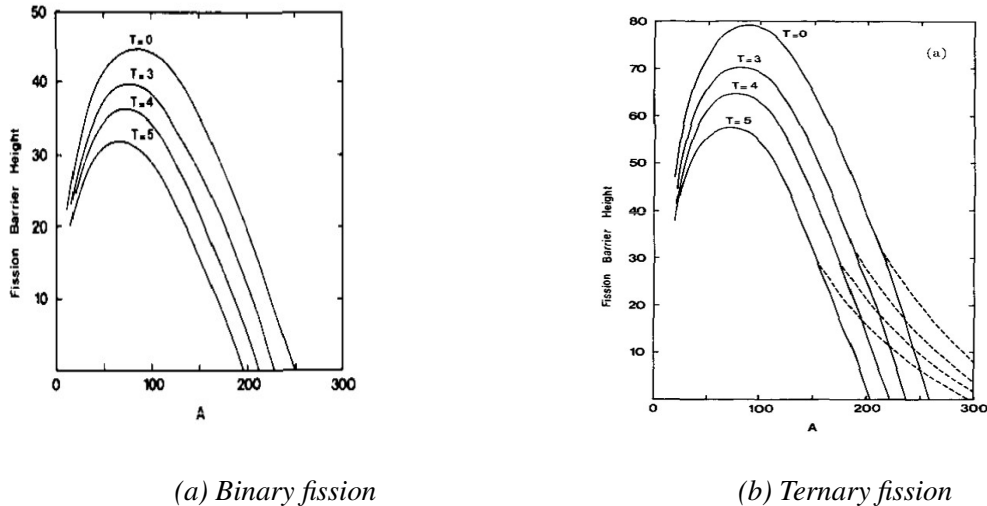 50
40
30
20
10
0
100
200
300
Fission Barrier Height
A
T=0
T=3
T=4
T=5
80
70
60
50
40
30
20
10
0
100
200
300
Fission Barrier Height
A
T=0
T=3
T=4
T=5
(a)
(a) Binary fission
(b) Ternary fission